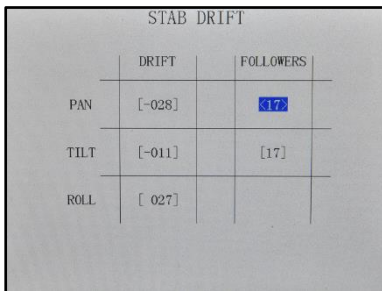 STAB DRIFT
DRIFT FOLLOWERS
PAN [-028] <17>
TILT [-011] [17]
ROLL [ 027]